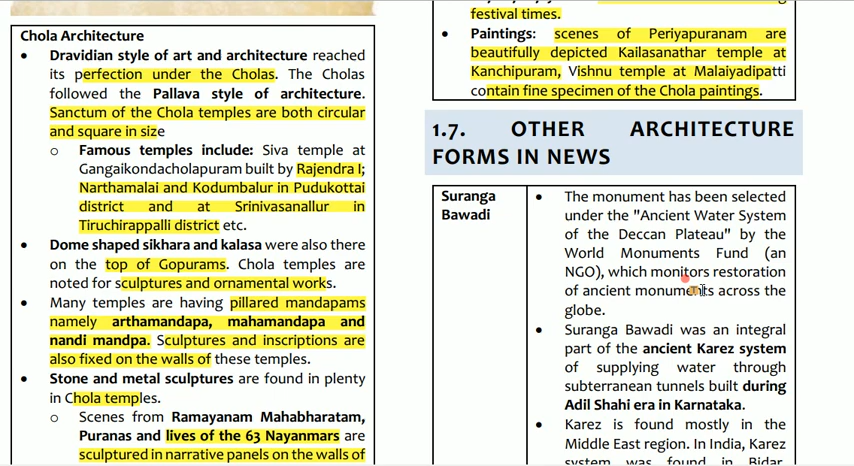 Chola Architecture
• Dravidian style of art and architecture reached
its perfection under the Cholas. The Cholas
followed the Pallava style of architecture.
Sanctum of the Chola temples are both circular
and square in size
o Famous temples include: Siva temple at
Gangaikondacholapuram built by Rajendra I;
Narthamalai and Kodumbalur in Pudukottai
district and at Srinivasanallur in
Tiruchirappalli district etc.
• Dome shaped sikhara and kalasa were also there
on the top of Gopurams. Chola temples are
noted for sculptures and ornamental works.
• Many temples are having pillared mandapams
namely arthamandapa, mahamandapa and
nandi mandpa. Sculptures and inscriptions are
also fixed on the walls of these temples.
• Stone and metal sculptures are found in plenty
in Chola temples.
o Scenes from Ramayanam Mahabharatam,
Puranas and lives of the 63 Nayanmars are
sculptured in narrative panels on the walls of
festival times.
• Paintings: scenes of Periyapuranam are
beautifully depicted Kailasanathar temple at
Kanchipuram, Vishnu temple at Malaiyadipatti
contain fine specimen of the Chola paintings.
1.7. OTHER ARCHITECTURE
FORMS IN NEWS
Suranga
Bawadi
• The monument has been selected
under the "Ancient Water System
of the Deccan Plateau" by the
World Monuments Fund (an
NGO), which monitors restoration
of ancient monuments across the
globe.
• Suranga Bawadi was an integral
part of the ancient Karez system
of supplying water through
subterranean tunnels built during
Adil Shahi era in Karnataka.
• Karez is found mostly in the
Middle East region. In India, Karez
system was found in Bidar,